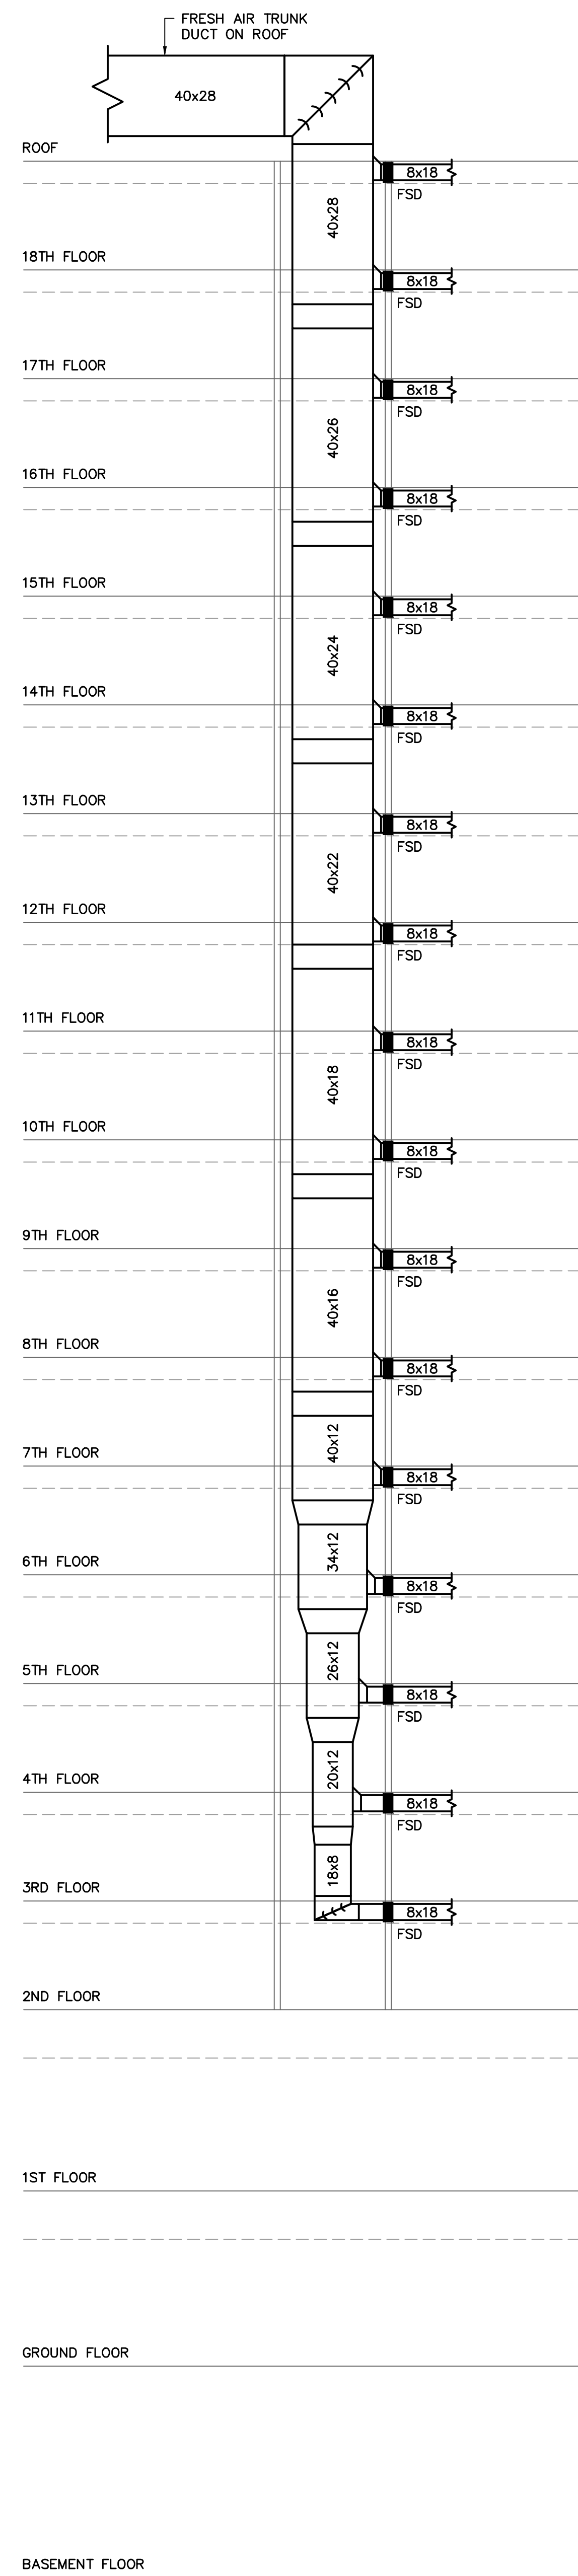 FRESH AIR TRUNK
DUCT ON ROOF
40x28
ROOF
8x18
FSD
40x28
18TH FLOOR
8x18
FSD
17TH FLOOR
8x18
FSD
40x26
16TH FLOOR
8x18
FSD
15TH FLOOR
8x18
FSD
40x24
14TH FLOOR
8x18
FSD
13TH FLOOR
8x18
FSD
40x22
12TH FLOOR
8x18
FSD
11TH FLOOR
8x18
FSD
40x18
10TH FLOOR
8x18
FSD
9TH FLOOR
8x18
FSD
40x16
8TH FLOOR
8x18
FSD
40x12
7TH FLOOR
8x18
FSD
34x12
6TH FLOOR
8x18
FSD
26x12
5TH FLOOR
8x18
FSD
20x12
4TH FLOOR
8x18
FSD
18x8
3RD FLOOR
8x18
FSD
2ND FLOOR
1ST FLOOR
GROUND FLOOR
BASEMENT FLOOR